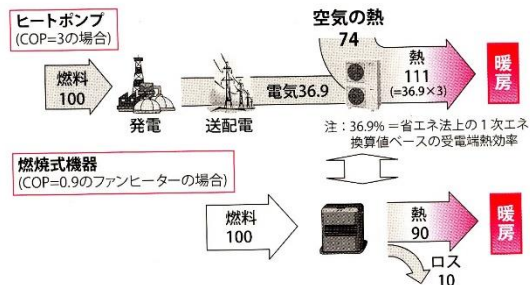 ヒートポンプ
(COP=3の場合)
空気の熱
74
燃料
100
発電
送配電
電気36.9
熱
111
(=36.9×3)
暖房
注：36.9%＝省エネ法上の1次エネ
換算値ベースの受電端熱効率
燃焼式機器
(COP=0.9のファンヒーターの場合)
燃料
100
熱
90
暖房
ロス
10